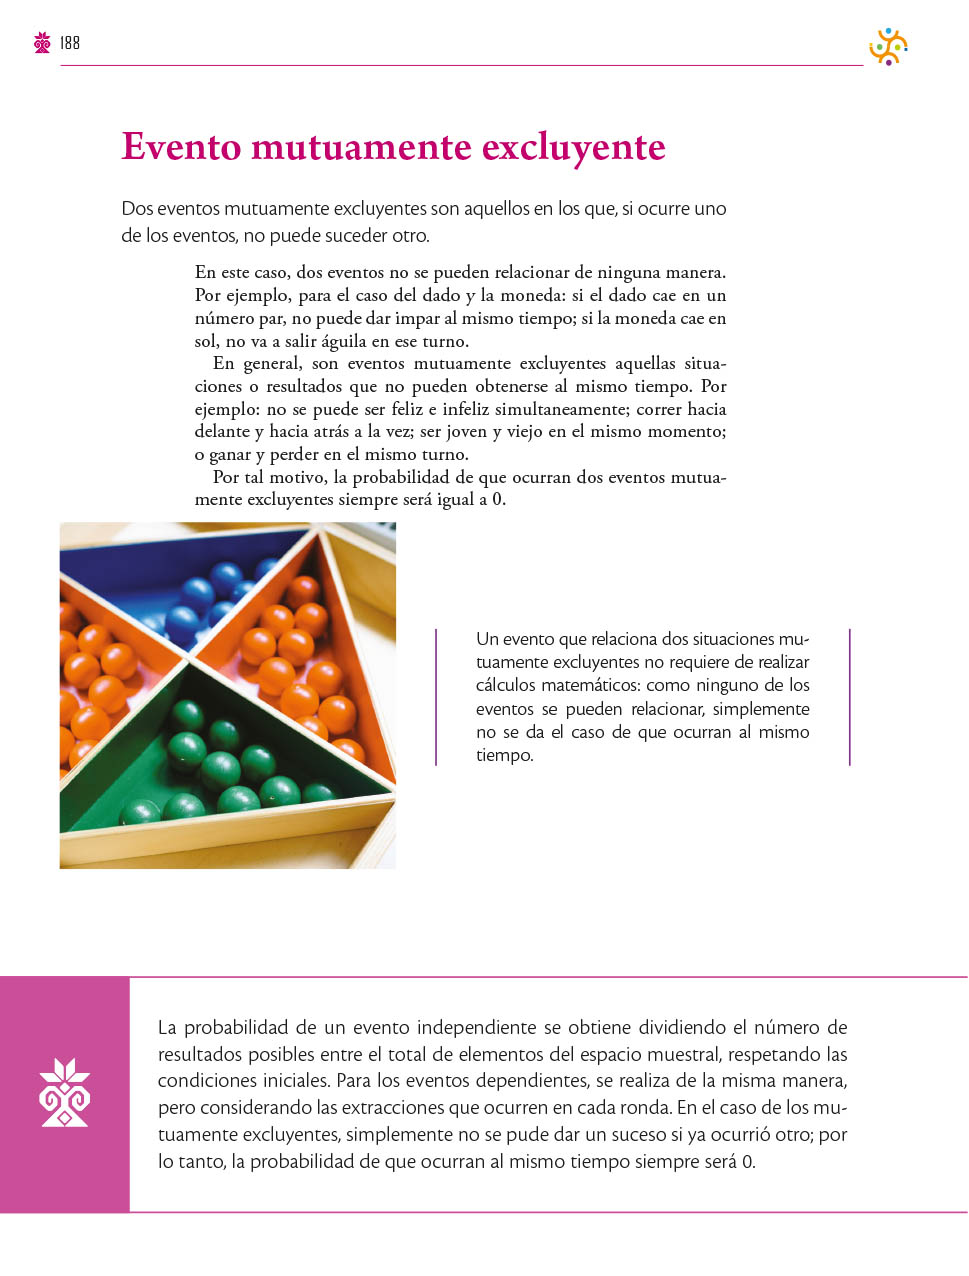 188
Evento mutuamente excluyente
Dos eventos mutuamente excluyentes son aquellos en los que, si ocurre uno
de los eventos, no puede suceder otro.
En este caso, dos eventos no se pueden relacionar de ninguna manera.
Por ejemplo, para el caso del dado y la moneda: si el dado cae en un
número par, no puede dar impar al mismo tiempo; si la moneda cae en
sol, no va a salir águila en ese turno.
En general, son eventos mutuamente excluyentes aquellas situa-
ciones o resultados que no pueden obtenerse al mismo tiempo. Por
ejemplo: no se puede ser feliz e infeliz simultaneamente; correr hacia
delante y hacia atrás a la vez; ser joven y viejo en el mismo momento;
o ganar y perder en el mismo turno.
Por tal motivo, la probabilidad de que ocurran dos eventos mutua-
mente excluyentes siempre será igual a 0.
Un evento que relaciona dos situaciones mu-
tuamente excluyentes no requiere de realizar
cálculos matemáticos: como ninguno de los
eventos se pueden relacionar, simplemente
no se da el caso de que ocurran al mismo
tiempo.
La probabilidad de un evento independiente se obtiene dividiendo el número de
resultados posibles entre el total de elementos del espacio muestral, respetando las
condiciones iniciales. Para los eventos dependientes, se realiza de la misma manera,
pero considerando las extracciones que ocurren en cada ronda. En el caso de los mu-
tuamente excluyentes, simplemente no se pude dar un suceso si ya ocurrió otro; por
lo tanto, la probabilidad de que ocurran al mismo tiempo siempre será 0.